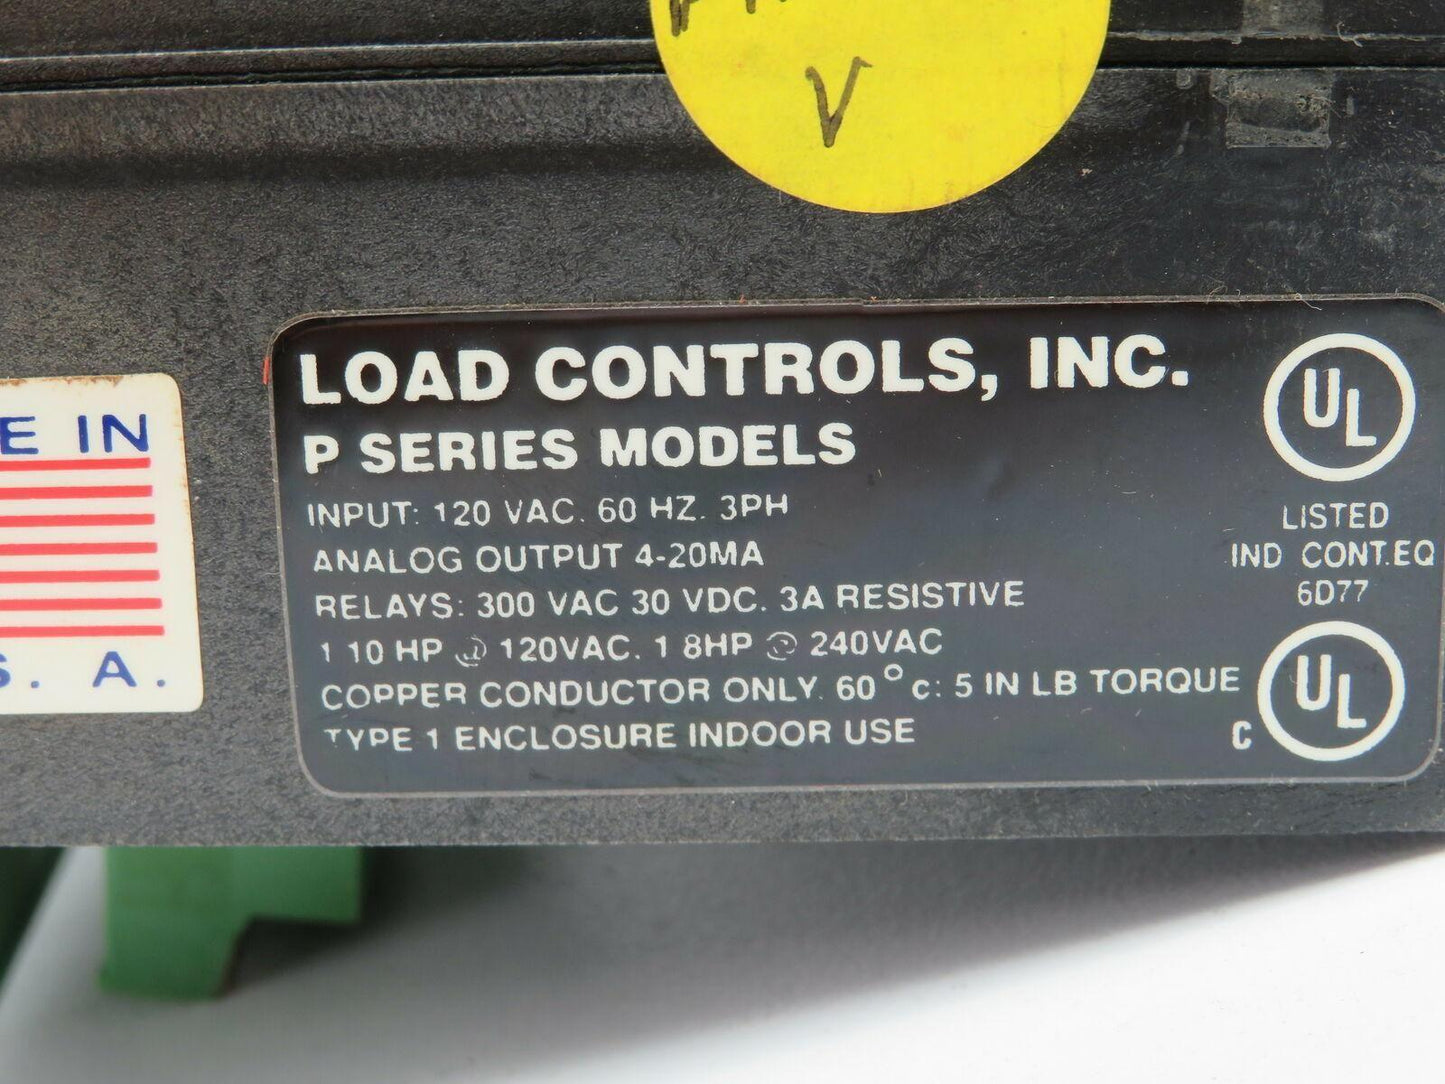 V
E IN
S. A.
LOAD CONTROLS, INC.
P SERIES MODELS
INPUT: 120 VAC. 60 HZ. 3PH
ANALOG OUTPUT 4-20MA
RELAYS: 300 VAC 30 VDC. 3A RESISTIVE
1 10 HP @ 120VAC. 1 8HP @ 240VAC
COPPER CONDUCTOR ONLY. 60°c: 5 IN LB TORQUE
TYPE 1 ENCLOSURE INDOOR USE
UL
LISTED
IND CONT.EQ
6D77
C UL